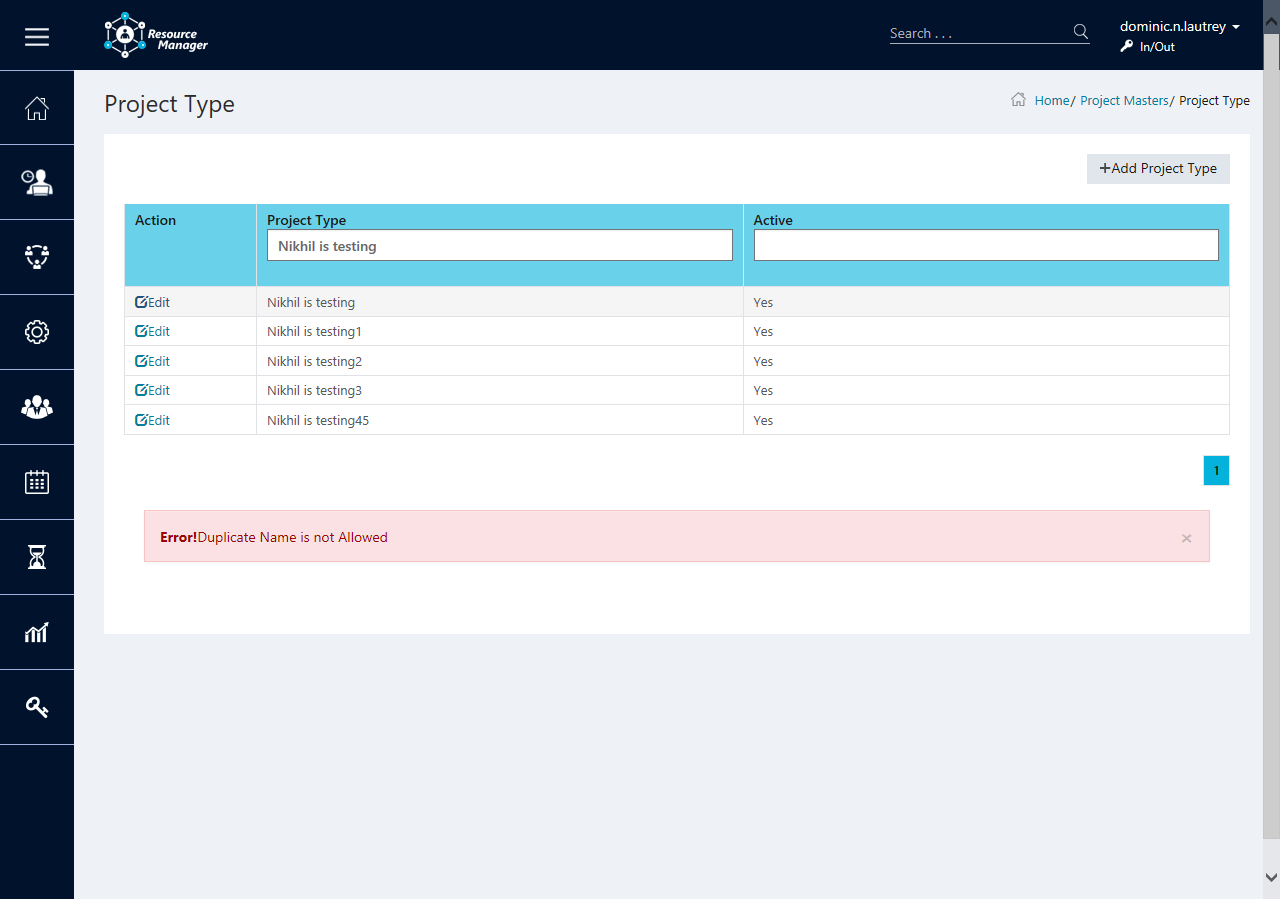 Resource
Manager
Search . . .
dominic.n.lautrey
In/Out
Project Type
Home/ Project Masters/ Project Type
+Add Project Type
Action Project Type Active
Nikhil is testing
Edit Nikhil is testing Yes
Edit Nikhil is testing1 Yes
Edit Nikhil is testing2 Yes
Edit Nikhil is testing3 Yes
Edit Nikhil is testing45 Yes
1
Error!Duplicate Name is not Allowed ×